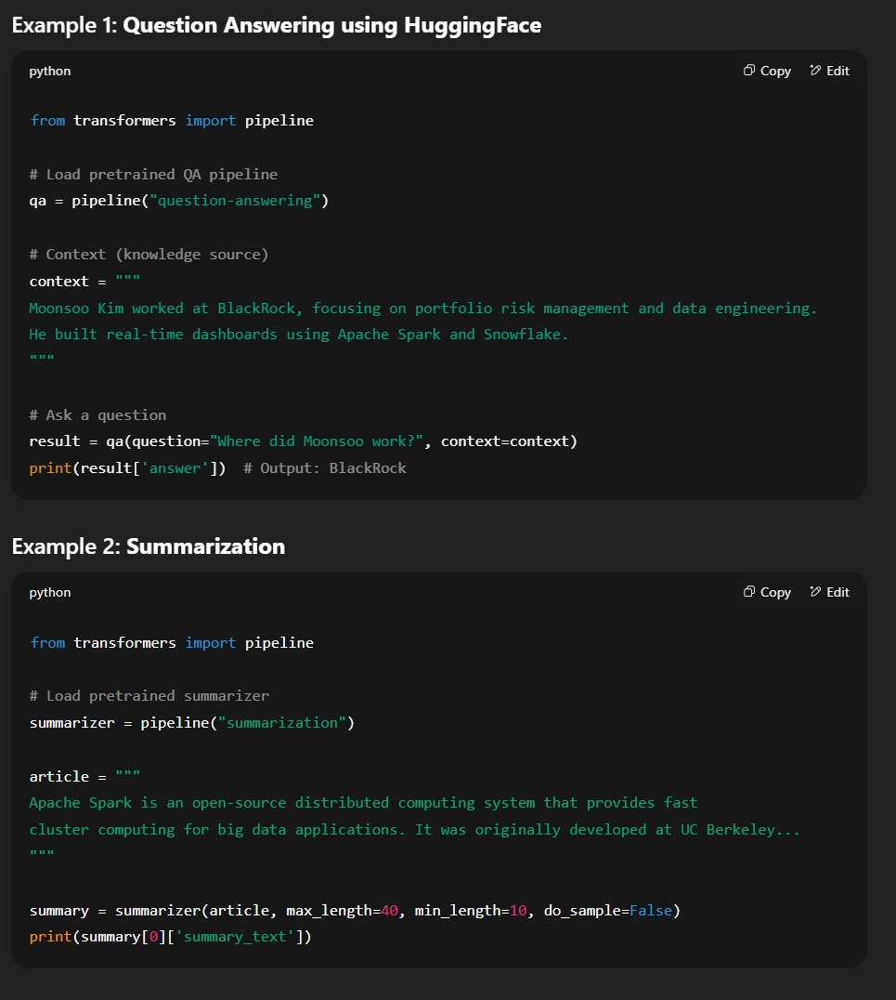 Example 1: Question Answering using HuggingFace
python
Copy
Edit
from transformers import pipeline
# Load pretrained QA pipeline
qa = pipeline("question-answering")
# Context (knowledge source)
context = """
Moonsoo Kim worked at BlackRock, focusing on portfolio risk management and data engineering.
He built real-time dashboards using Apache Spark and Snowflake.
"""
# Ask a question
result = qa(question="Where did Moonsoo work?", context=context)
print(result['answer'])  # Output: BlackRock
Example 2: Summarization
python
Copy
Edit
from transformers import pipeline
# Load pretrained summarizer
summarizer = pipeline("summarization")
article = """
Apache Spark is an open-source distributed computing system that provides fast
cluster computing for big data applications. It was originally developed at UC Berkeley...
"""
summary = summarizer(article, max_length=40, min_length=10, do_sample=False)
print(summary[0]['summary_text'])